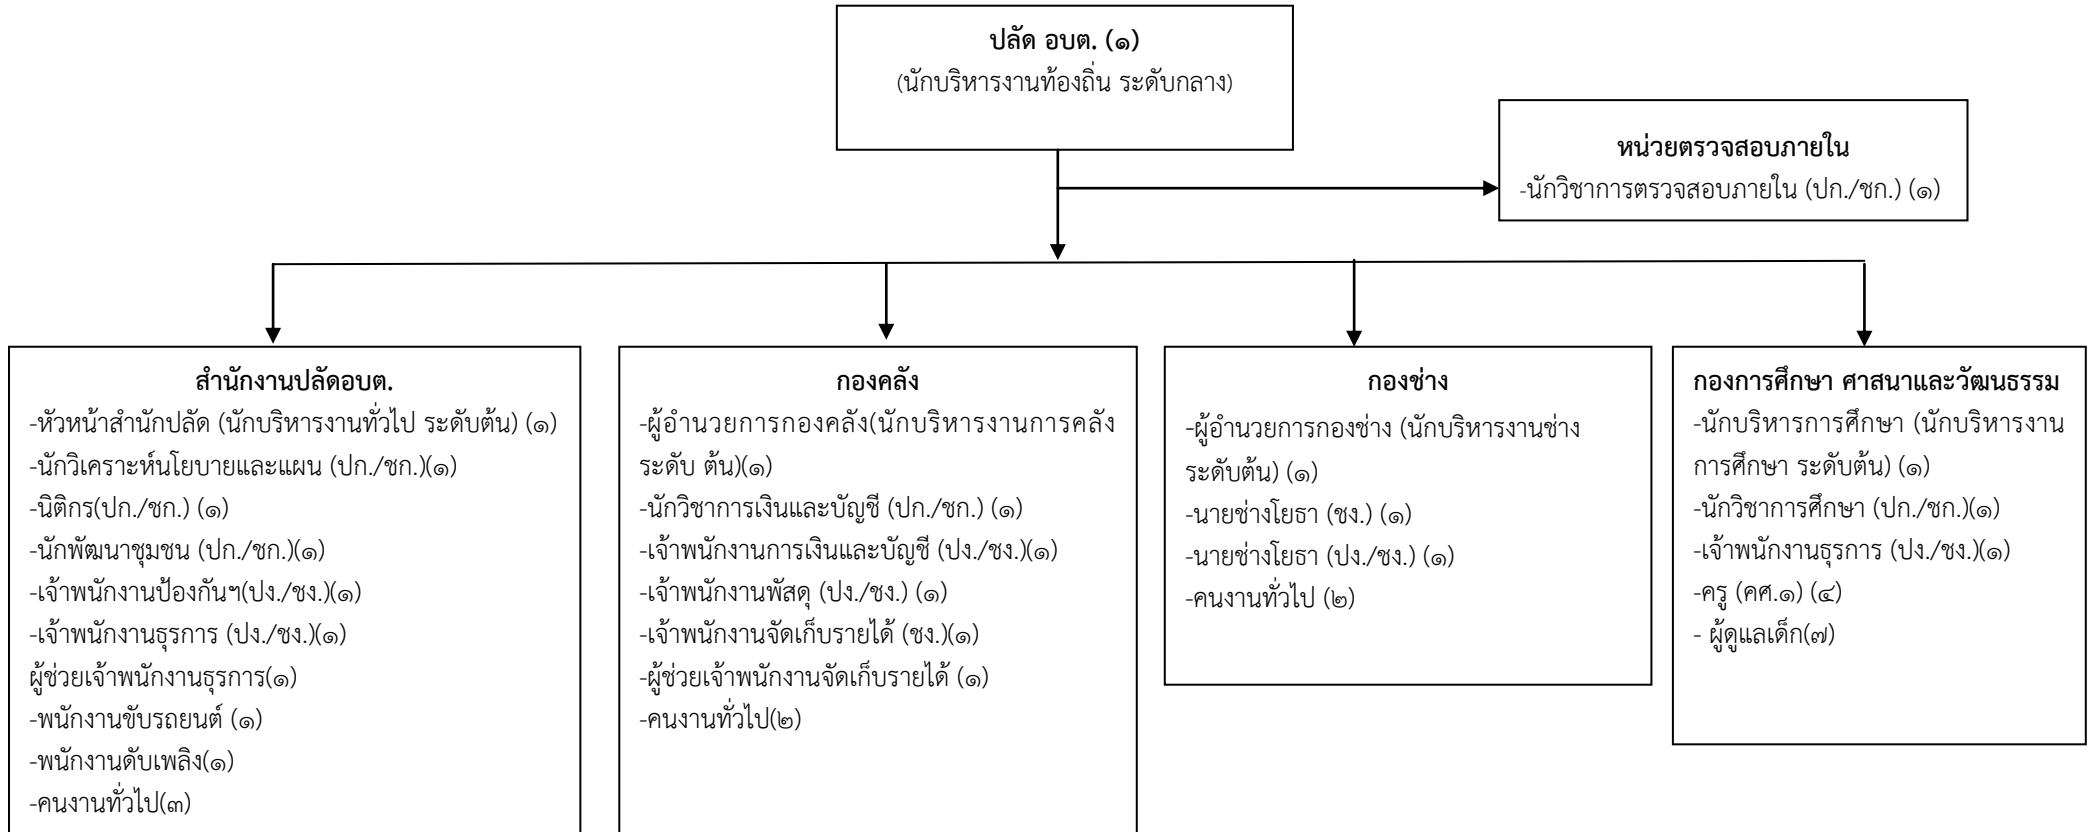 ปลัด อบต. (๑)
(นักบริหารงานท้องถิ่น ระดับกลาง)
หน่วยตรวจสอบภายใน
-นักวิชาการตรวจสอบภายใน (ปก./ชก.) (๑)
สำนักงานปลัดอบต.
-หัวหน้าสำนักปลัด (นักบริหารงานทั่วไป ระดับต้น) (๑)
-นักวิเคราะห์นโยบายและแผน (ปก./ชก.)(๑)
-นิติกร(ปก./ชก.) (๑)
-นักพัฒนาชุมชน (ปก./ชก.)(๑)
-เจ้าพนักงานป้องกันฯ(ปง./ชง.)(๑)
-เจ้าพนักงานธุรการ (ปง./ชง.)(๑)
ผู้ช่วยเจ้าพนักงานธุรการ(๑)
-พนักงานขับรถยนต์ (๑)
-พนักงานดับเพลิง(๑)
-คนงานทั่วไป(๓)
กองคลัง
-ผู้อำนวยการกองคลัง(นักบริหารงานการคลัง
ระดับ ต้น)(๑)
-นักวิชาการเงินและบัญชี (ปก./ชก.) (๑)
-เจ้าพนักงานการเงินและบัญชี (ปง./ชง.)(๑)
-เจ้าพนักงานพัสดุ (ปง./ชง.) (๑)
-เจ้าพนักงานจัดเก็บรายได้ (ชง.)(๑)
-ผู้ช่วยเจ้าพนักงานจัดเก็บรายได้ (๑)
-คนงานทั่วไป(๒)
กองช่าง
-ผู้อำนวยการกองช่าง (นักบริหารงานช่าง
ระดับต้น) (๑)
-นายช่างโยธา (ชง.) (๑)
-นายช่างโยธา (ปง./ชง.) (๑)
-คนงานทั่วไป (๒)
กองการศึกษา ศาสนาและวัฒนธรรม
-นักบริหารการศึกษา (นักบริหารงาน
การศึกษา ระดับต้น) (๑)
-นักวิชาการศึกษา (ปก./ชก.)(๑)
-เจ้าพนักงานธุรการ (ปง./ชง.)(๑)
-ครู (คศ.๑) (๔)
- ผู้ดูแลเด็ก(๗)